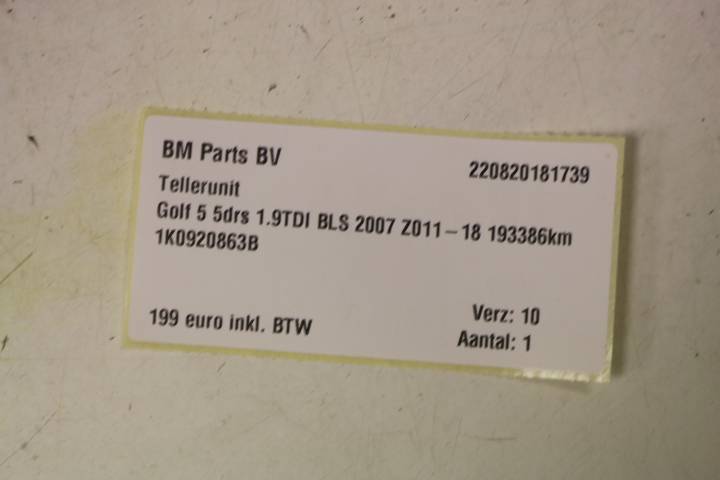 BM Parts BV 220820181739
Tellerunit
Golf 5 5drs 1.9TDI BLS 2007 Z011-18 193386km
1K0920863B
199 euro inkl. BTW Verz: 10
Aantal: 1